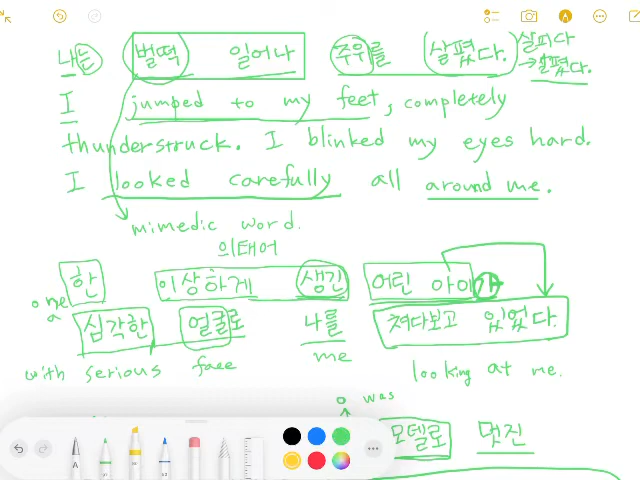 나는 벌떡 일어나 주위를 살폈다. 살피다
→살폈다.
I jumped to my feet, completely
thunderstruck. I blinked my eyes hard.
I looked carefully all around me.
mimedic word.
의태어
한 이상하게 생긴 어린 아이가
one
a
심각한 얼굴로 나를 쳐다보고 있었다.
with serious face me looking at me.
was
모델로 멋진